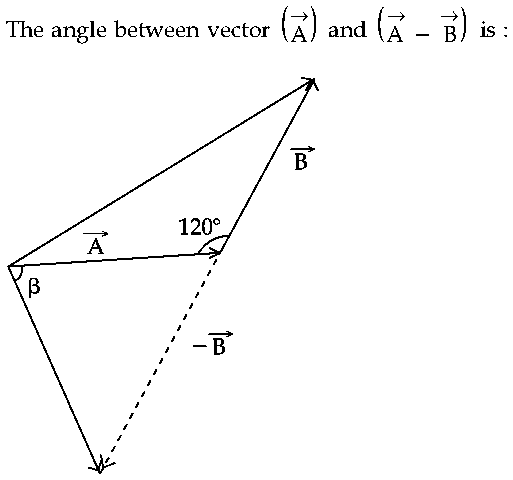 The angle between vector (A⃗) and (A⃗ − B⃗) is :
B⃗
120°
A⃗
β
−B⃗